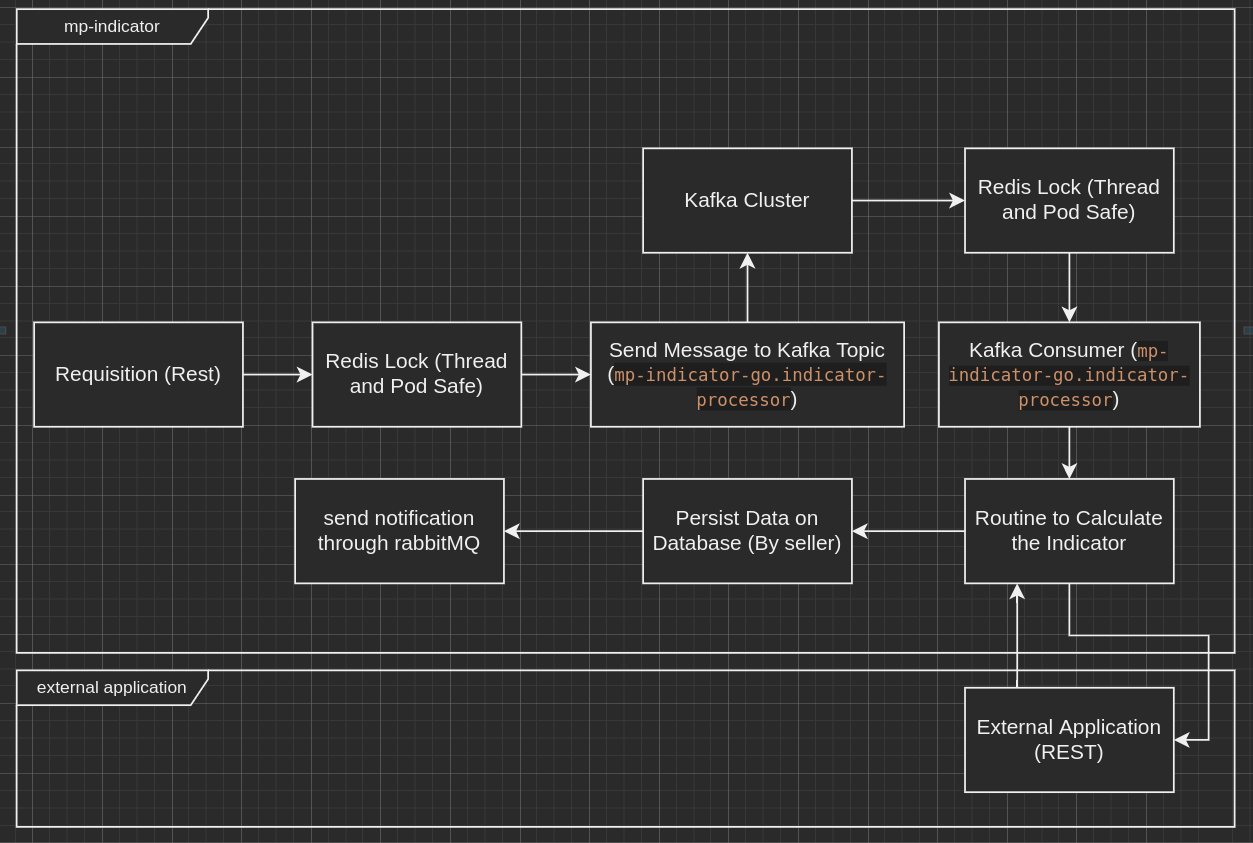 mp-indicator
Kafka Cluster
Redis Lock (Thread
and Pod Safe)
Requisition (Rest)
Redis Lock (Thread
and Pod Safe)
Send Message to Kafka Topic
(mp-indicator-go.indicator-
processor)
Kafka Consumer (mp-
indicator-go.indicator-
processor)
send notification
through rabbitMQ
Persist Data on
Database (By seller)
Routine to Calculate
the Indicator
external application
External Application
(REST)